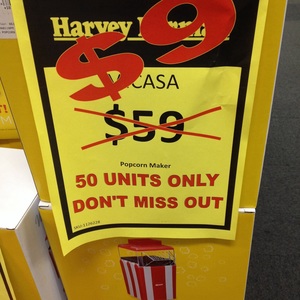 Harvey
$9
CASA
$59
Popcorn Maker
50 UNITS ONLY
DON'T MISS OUT